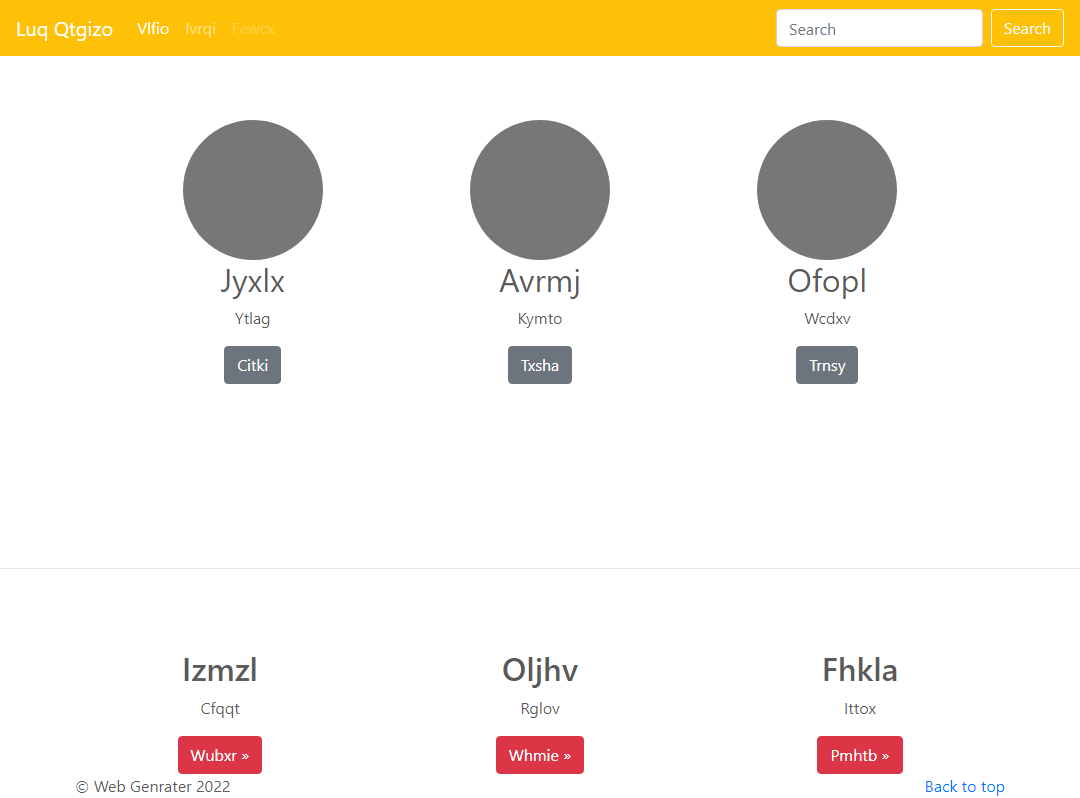 Luq Qtgizo Vlfio Ivrqi Fewcx Search Search
Jyxlx Avrmj Ofopl
Ytlag Kymto Wcdxv
Citki Txsha Trnsy
Izmzl Oljhv Fhkla
Cfqqt Rglov Ittox
Wubxr » Whmie » Pmhtb »
© Web Genrater 2022 Back to top